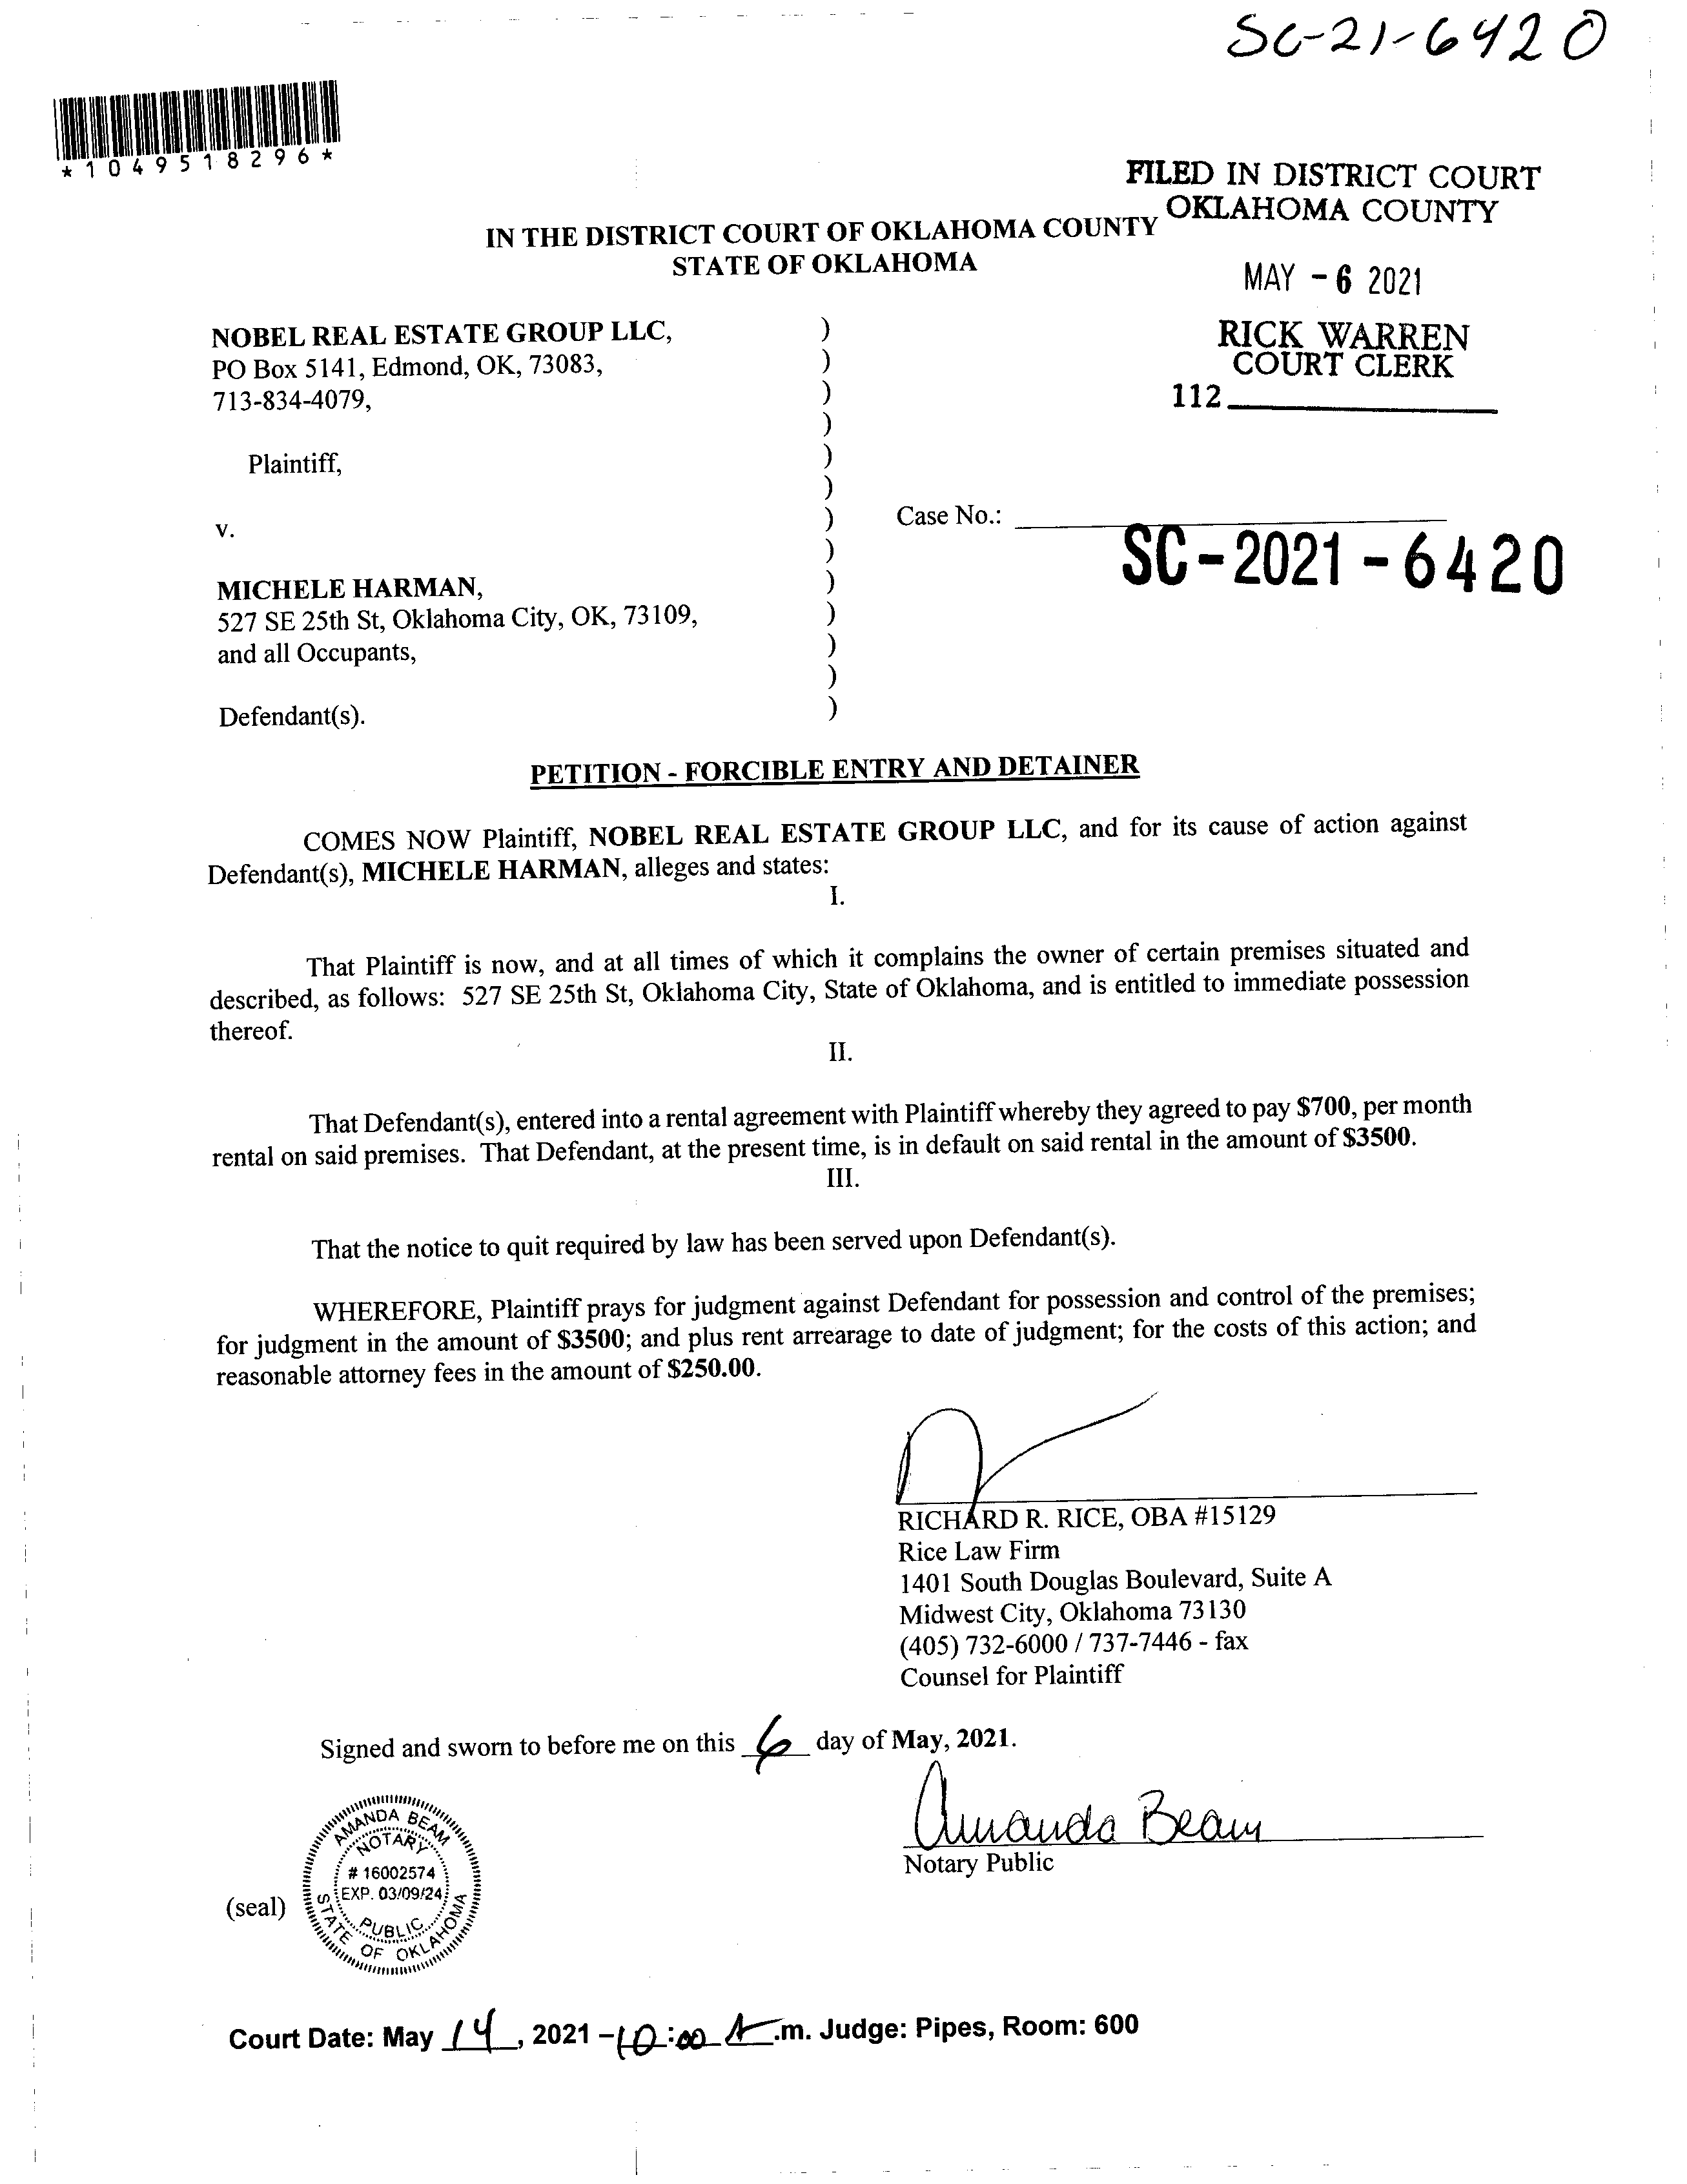 SC-21-6420
*1049518296*
FILED IN DISTRICT COURT
OKLAHOMA COUNTY
IN THE DISTRICT COURT OF OKLAHOMA COUNTY
STATE OF OKLAHOMA
MAY - 6 2021
RICK WARREN
COURT CLERK
112
NOBEL REAL ESTATE GROUP LLC,
PO Box 5141, Edmond, OK, 73083,
713-834-4079,
Plaintiff,
v.
Case No.:
SC-2021-6420
MICHELE HARMAN,
527 SE 25th St, Oklahoma City, OK, 73109,
and all Occupants,
Defendant(s).
)
)
)
)
)
)
)
)
)
)
)
)
)
PETITION - FORCIBLE ENTRY AND DETAINER
COMES NOW Plaintiff, NOBEL REAL ESTATE GROUP LLC, and for its cause of action against
Defendant(s), MICHELE HARMAN, alleges and states:
I.
That Plaintiff is now, and at all times of which it complains the owner of certain premises situated and
described, as follows: 527 SE 25th St, Oklahoma City, State of Oklahoma, and is entitled to immediate possession
thereof.
II.
That Defendant(s), entered into a rental agreement with Plaintiff whereby they agreed to pay $700, per month
rental on said premises. That Defendant, at the present time, is in default on said rental in the amount of $3500.
III.
That the notice to quit required by law has been served upon Defendant(s).
WHEREFORE, Plaintiff prays for judgment against Defendant for possession and control of the premises;
for judgment in the amount of $3500; and plus rent arrearage to date of judgment; for the costs of this action; and
reasonable attorney fees in the amount of $250.00.
RICHARD R. RICE, OBA #15129
Rice Law Firm
1401 South Douglas Boulevard, Suite A
Midwest City, Oklahoma 73130
(405) 732-6000 / 737-7446 - fax
Counsel for Plaintiff
Signed and sworn to before me on this 6 day of May, 2021.
Amanda Beam
Notary Public
(seal)
AMANDA BEAM
NOTARY
# 16002574
EXP. 03/09/24
PUBLIC
STATE OF OKLAHOMA
Court Date: May 14, 2021 - 10:00 A.m. Judge: Pipes, Room: 600